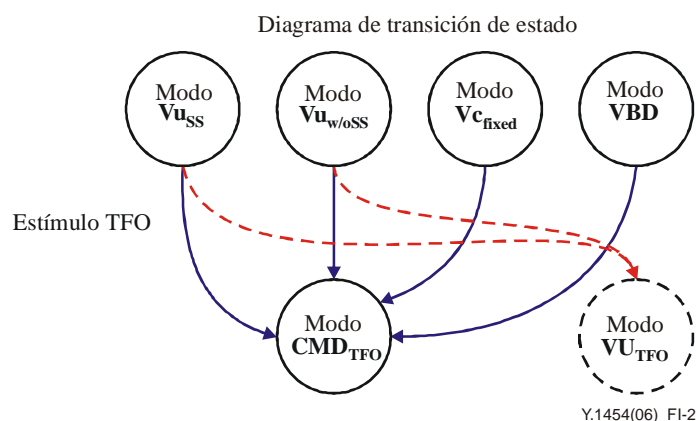 Diagrama de transición de estado
Modo
VuSS
Modo
Vuw/oSS
Modo
Vcfixed
Modo
VBD
Estímulo TFO
Modo
CMDTFO
Modo
VUTFO
Y.1454(06)_FI-2